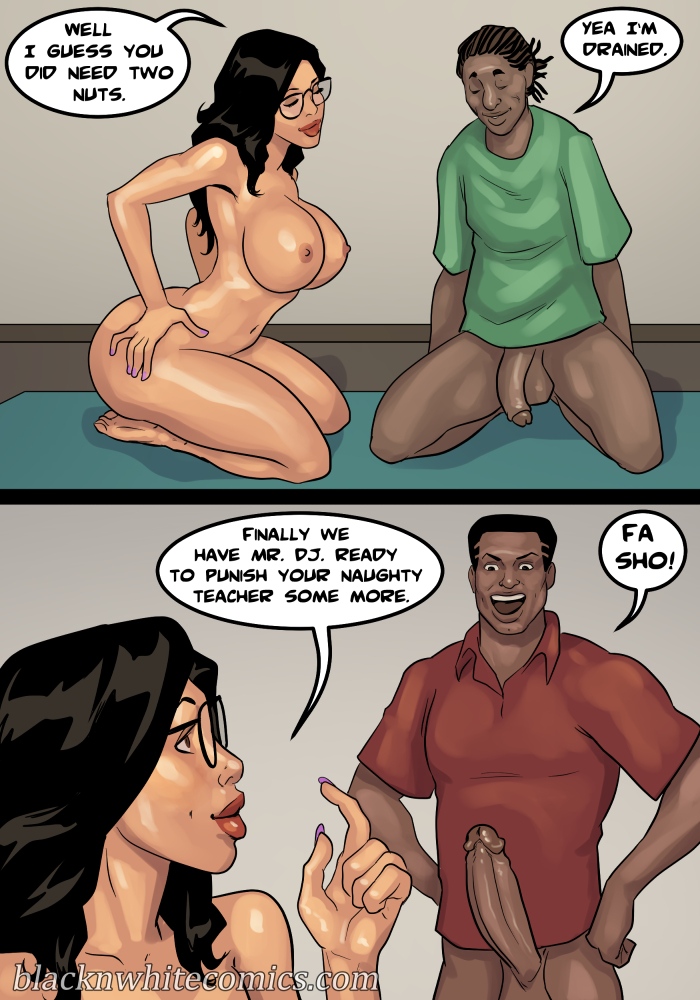 WELL
I GUESS YOU
DID NEED TWO
NUTS.
YEA I'M
DRAINED.
FINALLY WE
HAVE MR. DJ. READY
TO PUNISH YOUR NAUGHTY
TEACHER SOME MORE.
FA
SHO!
blacknwhitecomics.com